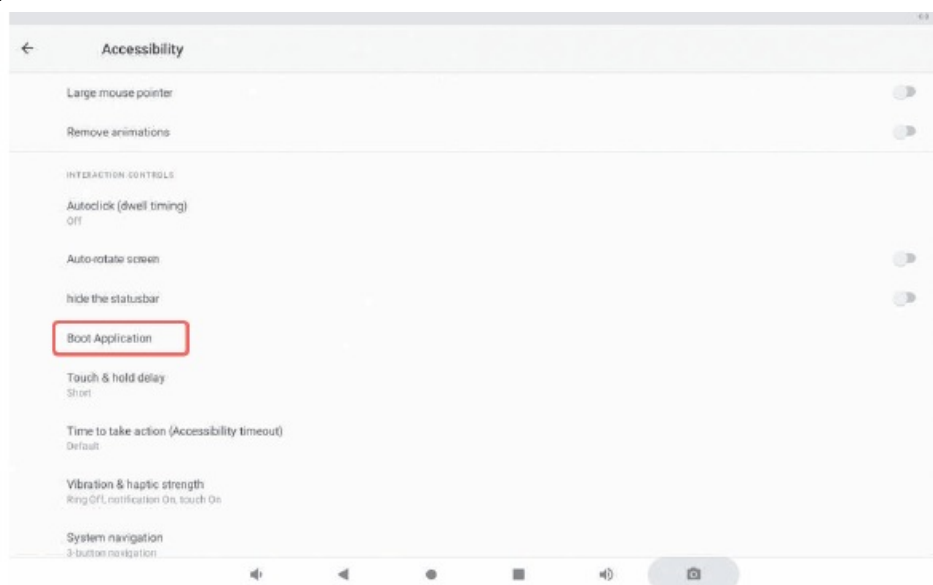 Accessibility
Large mouse pointer
Remove animations
INTERACTION CONTROLS
Autoclick (dwell timing)
Off
Auto-rotate screen
hide the statusbar
Boot Application
Touch & hold delay
Short
Time to take action (Accessibility timeout)
Default
Vibration & haptic strength
Ring Off, notification On, touch On
System navigation
3-button navigation